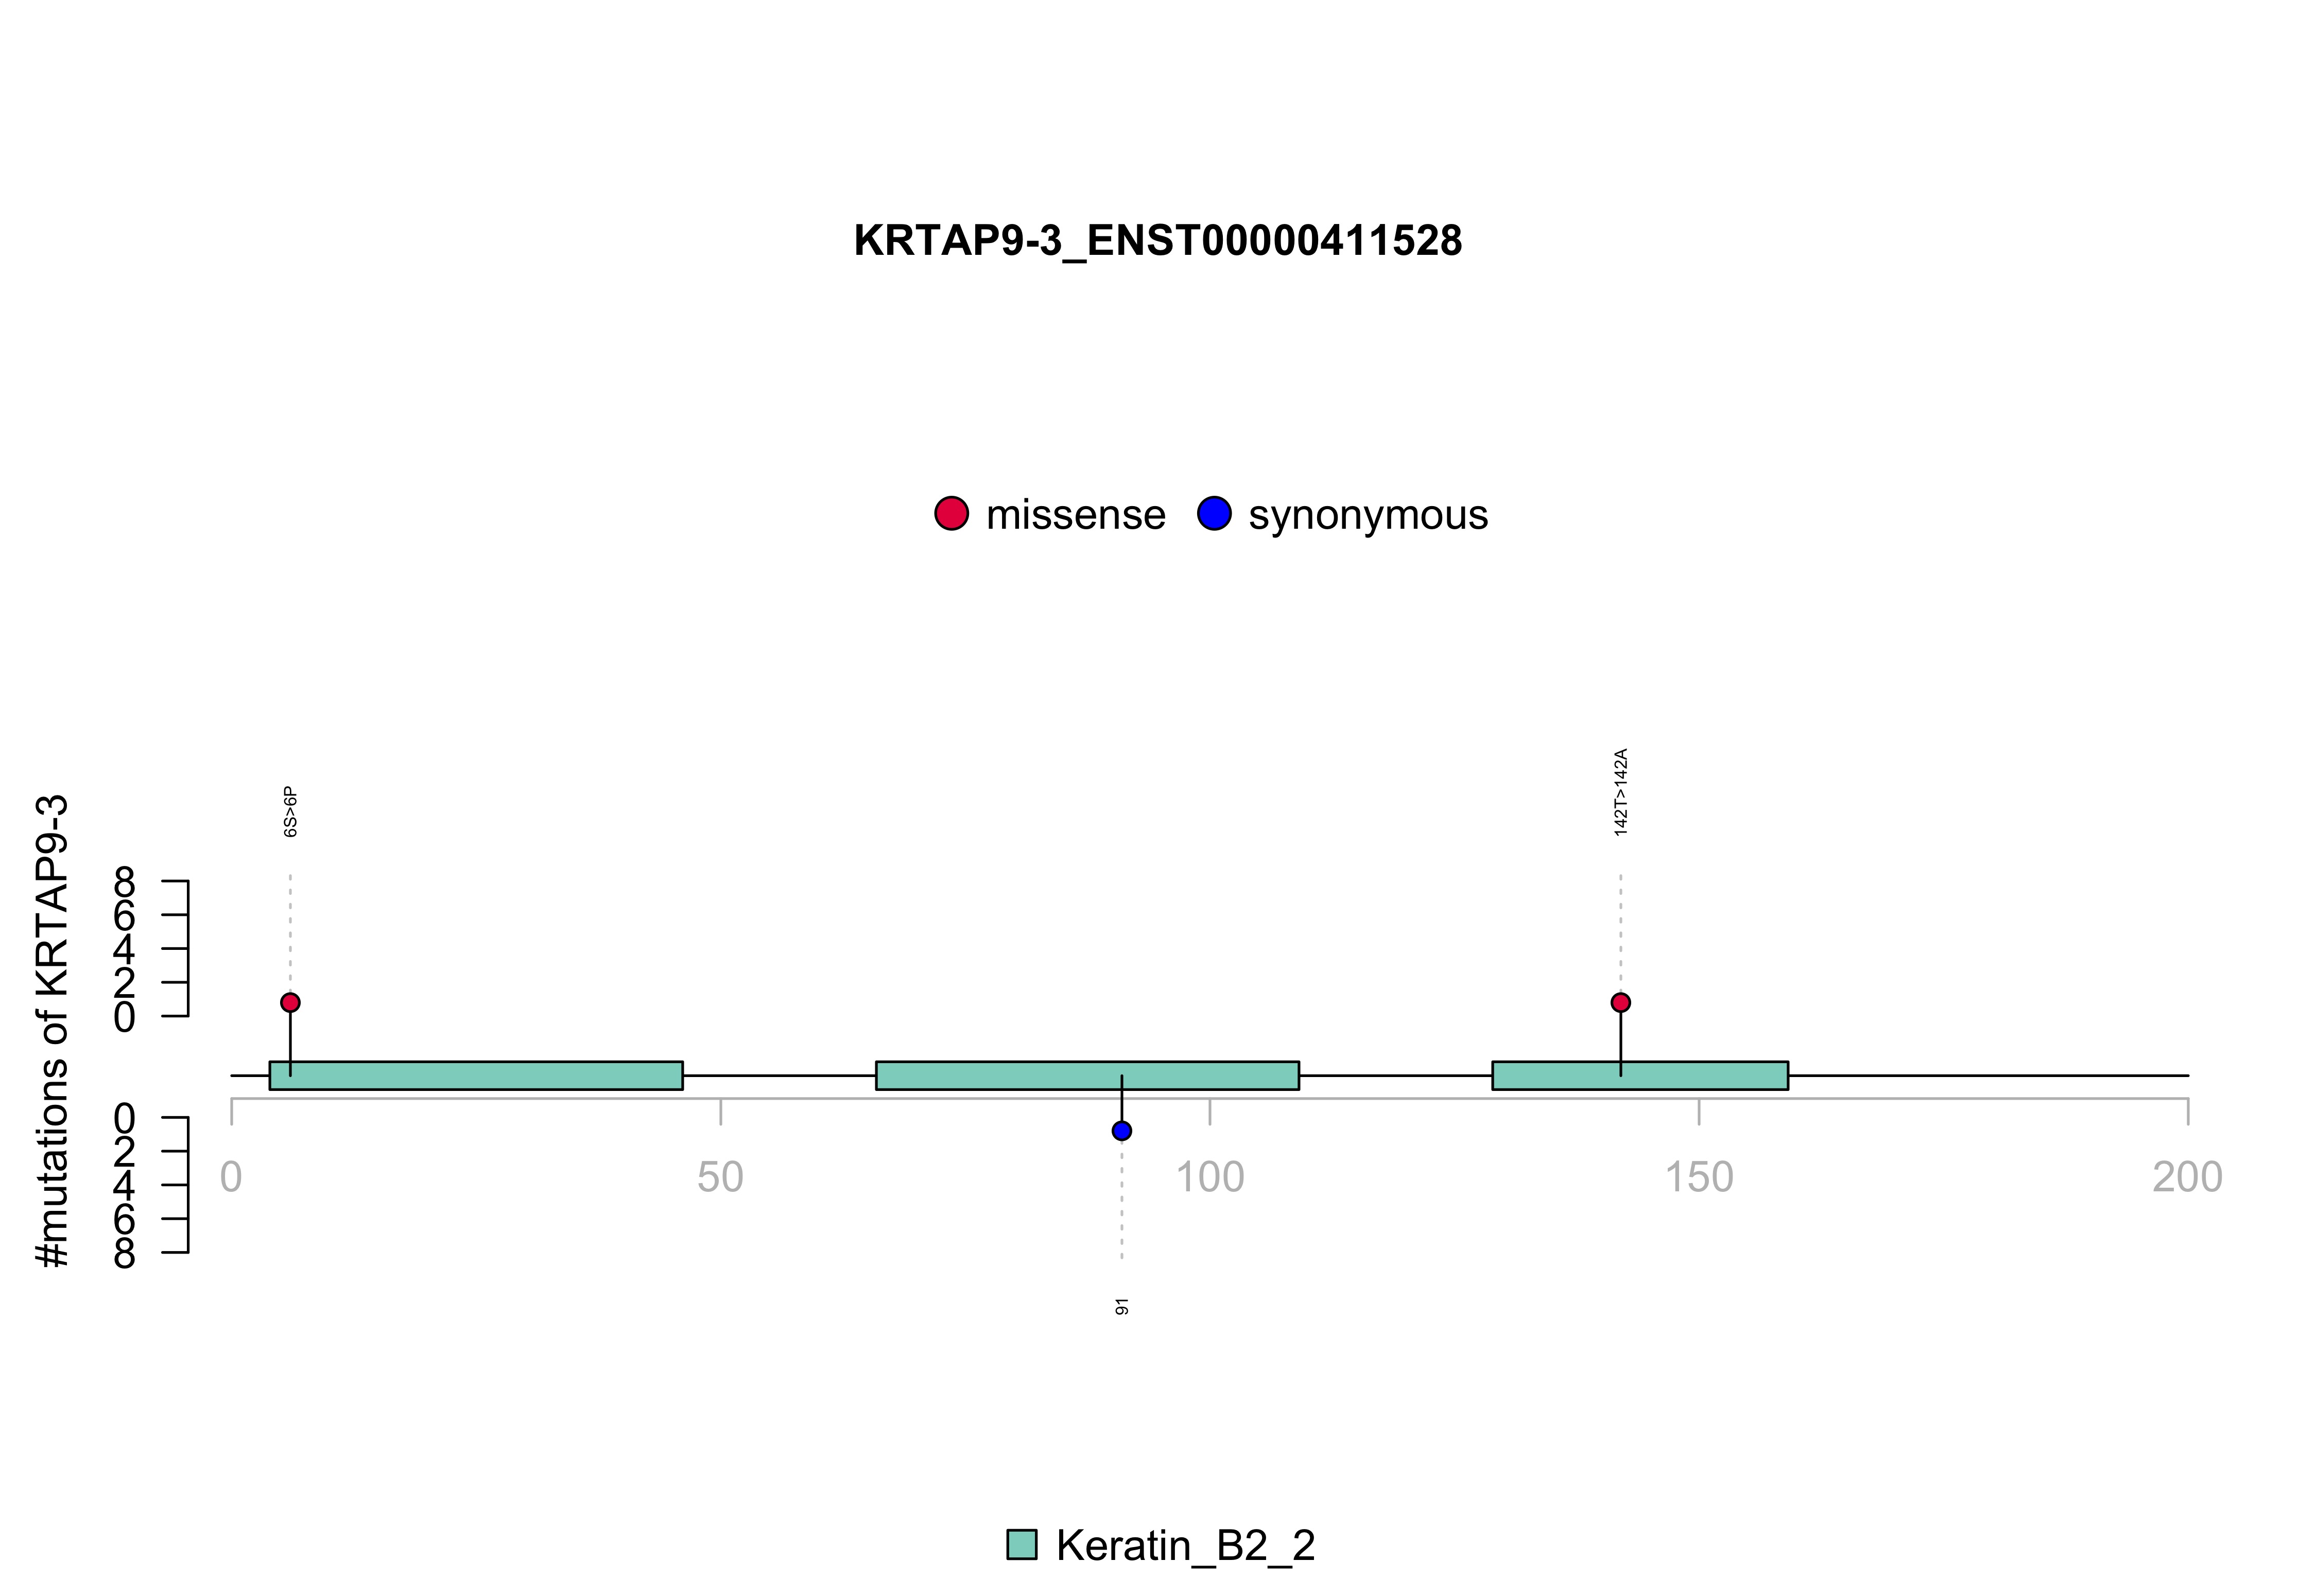 KRTAP9-3_ENST00000411528
missense synonymous
6S>6P
142T>142A
#mutations of KRTAP9-3
8
6
4
2
0
0
2
4
6
8
0 50 100 150 200
91
Keratin_B2_2